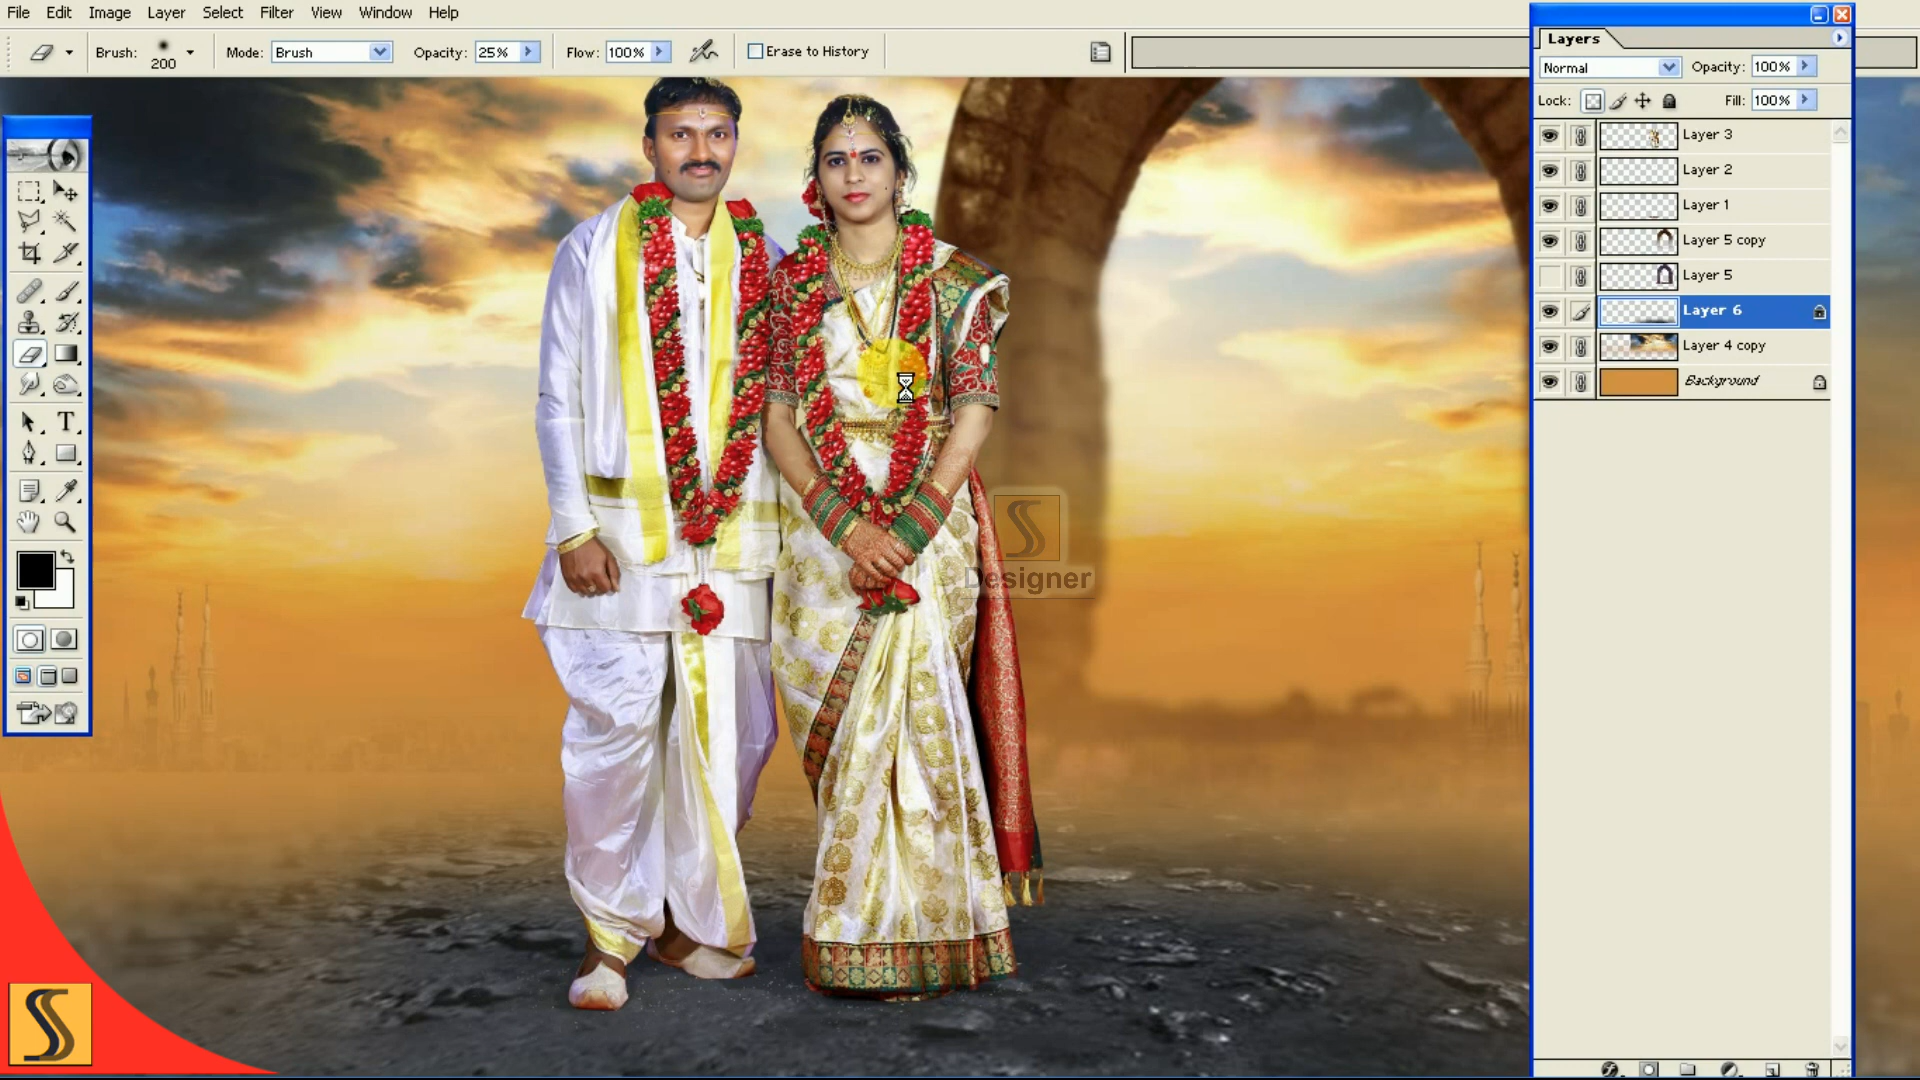 File Edit Image Layer Select Filter View Window Help
Brush: 200 Mode: Brush Opacity: 25% Flow: 100% Erase to History
Layers
Normal Opacity: 100%
Lock: Fill: 100%
Layer 3
Layer 2
Layer 1
Layer 5 copy
Layer 5
Layer 6
Layer 4 copy
Background
T
S
Designer
S